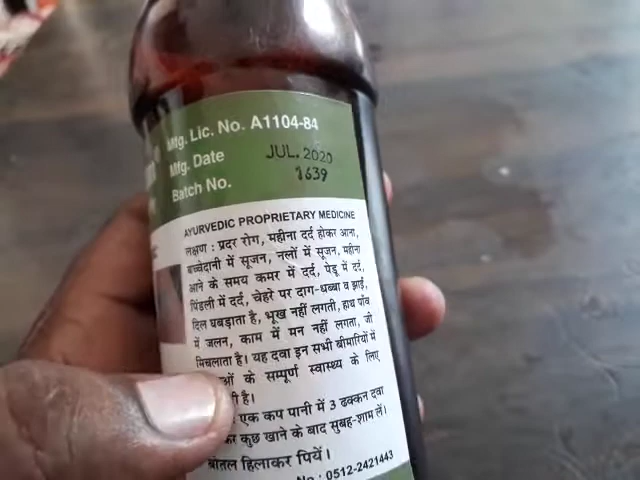 Mfg. Lic. No. A1104-84
Mfg. Date JUL. 2020
Batch No. 1639
AYURVEDIC PROPRIETARY MEDICINE
लक्षण : प्रदर रोग, महीना दर्द होकर आना,
बच्चेदानी में सूजन, नलों में सूजन, महीना
आने के समय कमर में दर्द, पेडू में दर्द,
पिंडली में दर्द, चेहरे पर दाग-धब्बा व झाई,
दिल घबड़ाता है, भूख नहीं लगती, हाथ पाँव
में जलन, काम में मन नहीं लगता, जी
मिचलाता है। यह दवा इन सभी बीमारियों में
के सम्पूर्ण स्वास्थ्य के लिए
है।
एक कप पानी में 3 ढक्कन दवा
कुछ खाने के बाद सुबह-शाम लें।
बोतल हिलाकर पियें।
No : 0512-2421443